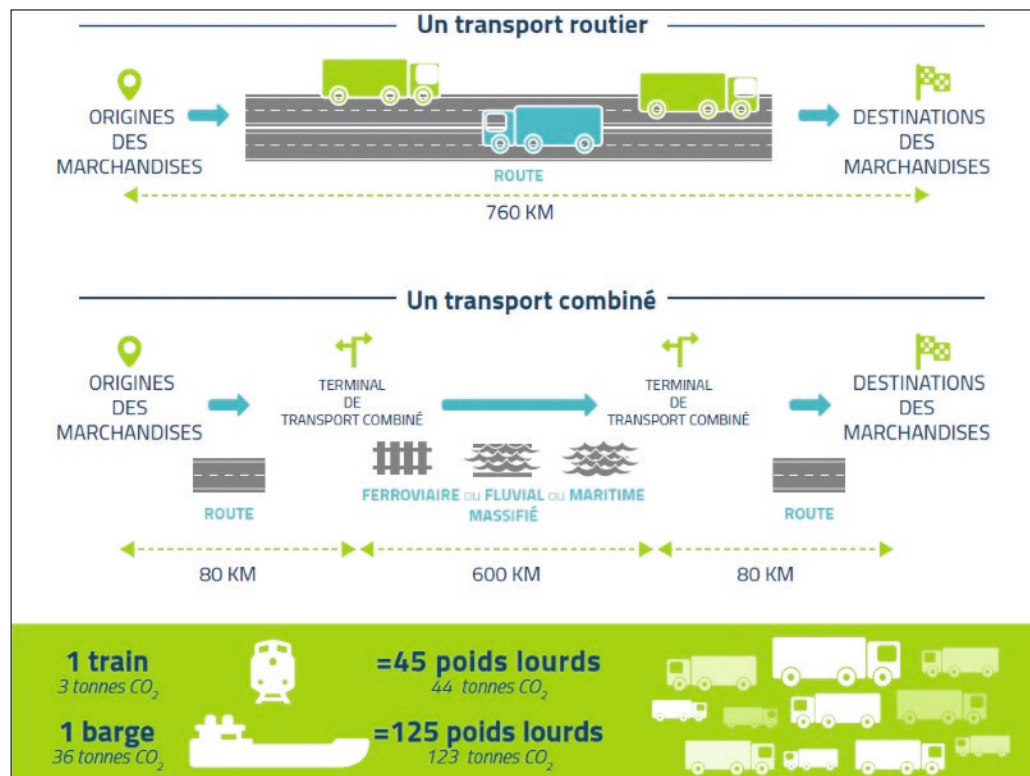 Un transport routier
ORIGINES
DES
MARCHANDISES
DESTINATIONS
DES
MARCHANDISES
ROUTE
760 KM
Un transport combiné
ORIGINES
DES
MARCHANDISES
TERMINAL
DE
TRANSPORT COMBINÉ
TERMINAL
DE
TRANSPORT COMBINÉ
DESTINATIONS
DES
MARCHANDISES
ROUTE
FERROVIAIRE OU FLUVIAL OU MARITIME
MASSIFIÉ
ROUTE
80 KM
600 KM
80 KM
1 train
3 tonnes CO₂
=45 poids lourds
44 tonnes CO₂
1 barge
36 tonnes CO₂
=125 poids lourds
123 tonnes CO₂